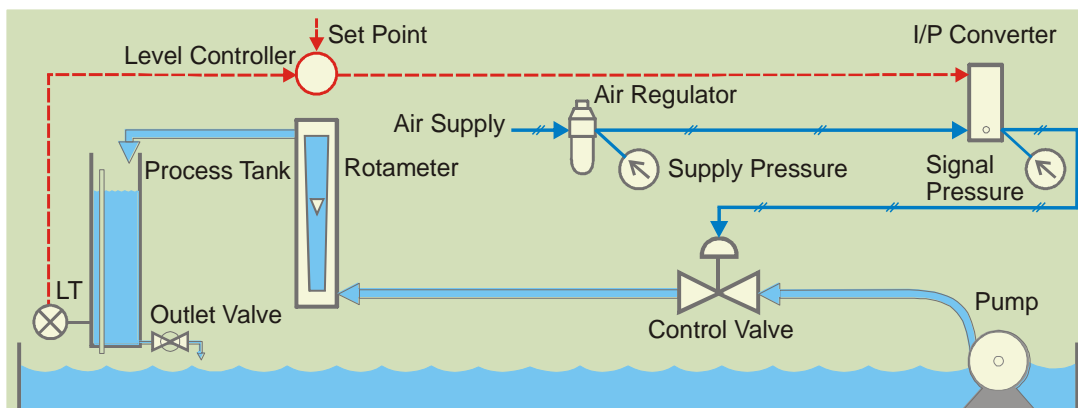 Set Point
I/P Converter
Level Controller
Air Regulator
Air Supply
Process Tank
Rotameter
Supply Pressure
Signal
Pressure
LT
Outlet Valve
Control Valve
Pump